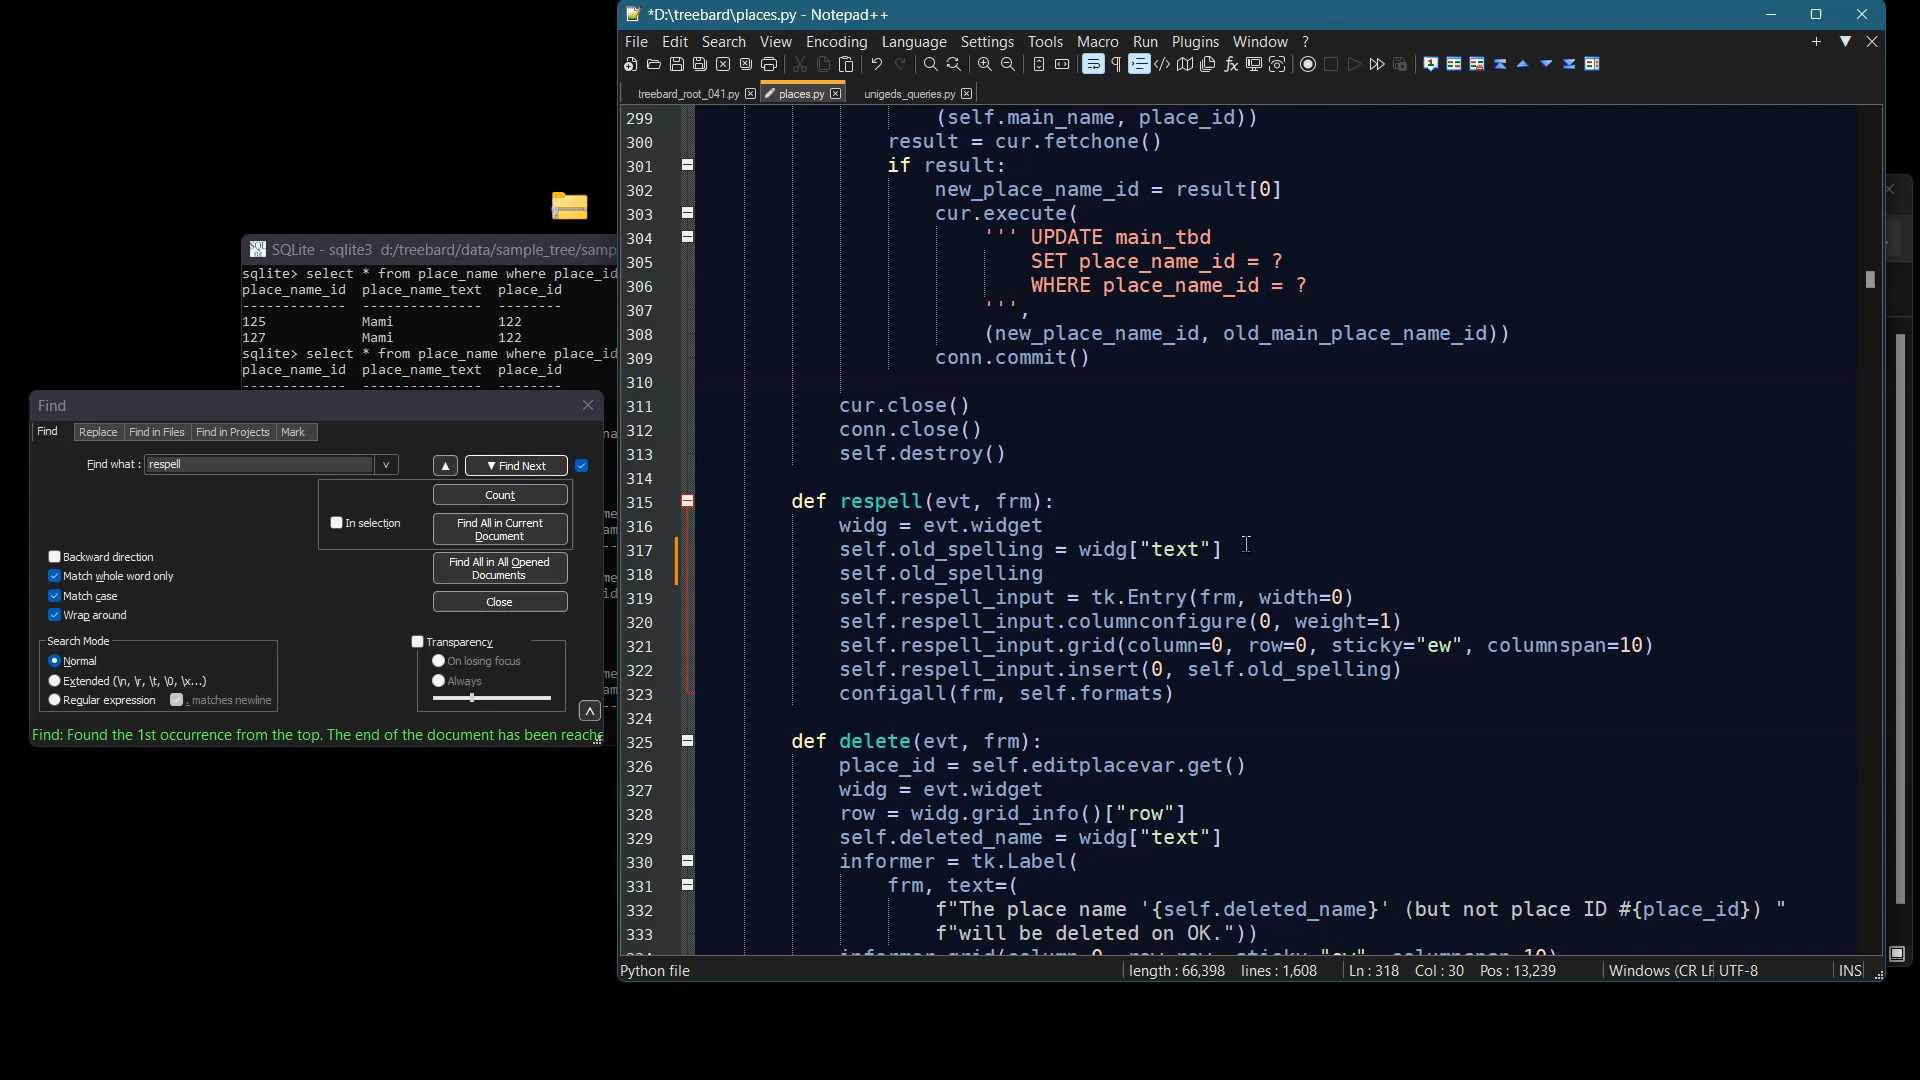 *D:\treebard\places.py - Notepad++
File Edit Search View Encoding Language Settings Tools Macro Run Plugins Window ?
treebard_root_041.py places.py unigeds_queries.py
299 (self.main_name, place_id))
300 result = cur.fetchone()
301 if result:
302 new_place_name_id = result[0]
303 cur.execute(
304 ''' UPDATE main_tbd
305 SET place_name_id = ?
306 WHERE place_name_id = ?
307 ''',
308 (new_place_name_id, old_main_place_name_id))
309 conn.commit()
310
311 cur.close()
312 conn.close()
313 self.destroy()
314
315 def respell(evt, frm):
316 widg = evt.widget
317 self.old_spelling = widg["text"]
318 self.old_spelling
319 self.respell_input = tk.Entry(frm, width=0)
320 self.respell_input.columnconfigure(0, weight=1)
321 self.respell_input.grid(column=0, row=0, sticky="ew", columnspan=10)
322 self.respell_input.insert(0, self.old_spelling)
323 configall(frm, self.formats)
324
325 def delete(evt, frm):
326 place_id = self.editplacevar.get()
327 widg = evt.widget
328 row = widg.grid_info()["row"]
329 self.deleted_name = widg["text"]
330 informer = tk.Label(
331 frm, text=(
332 f"The place name '{self.deleted_name}' (but not place ID #{place_id}) "
333 f"will be deleted on OK."))
Python file length : 66,398 lines : 1,608 Ln : 318 Col : 30 Pos : 13,239 Windows (CR LF UTF-8 INS
SQLite - sqlite3 d:/treebard/data/sample_tree/samp
sqlite> select * from place_name where place_id
place_name_id place_name_text place_id
------------- --------------- --------
125 Mami 122
127 Mami 122
sqlite> select * from place_name where place_id
place_name_id place_name_text place_id
Find
Find Replace Find in Files Find in Projects Mark
Find what : respell
▲ ▼ Find Next
Count
In selection
Find All in Current
Document
Backward direction
Find All in All Opened
Documents
Match whole word only
Match case
Close
Wrap around
Search Mode
Transparency
Normal
On losing focus
Extended (\n, \r, \t, \0, \x...)
Always
Regular expression . matches newline
Find: Found the 1st occurrence from the top. The end of the document has been reache